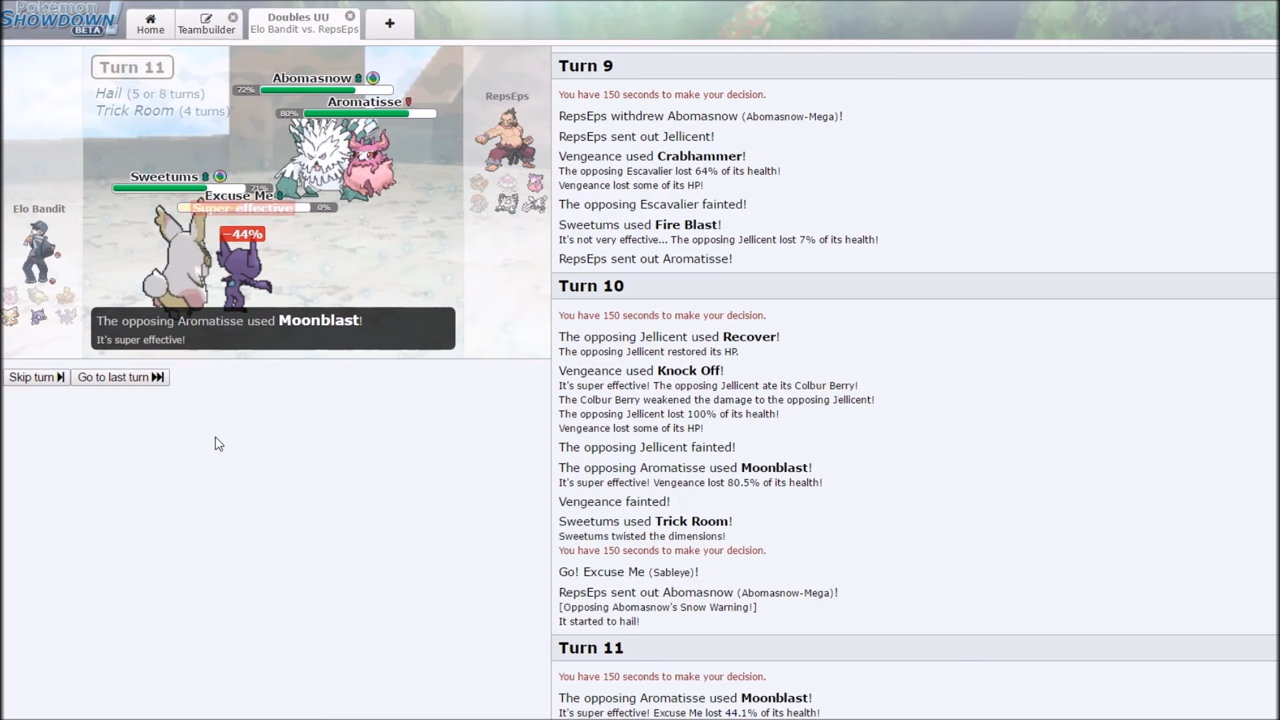 Pokémon
SHOWDOWN
BETA
Home
Teambuilder
Doubles UU
Elo Bandit vs. RepsEps
+
Turn 11
Hail (5 or 8 turns)
Trick Room (4 turns)
Abomasnow
72%
Aromatisse
80%
Sweetums
71%
Excuse Me
Super-effective
0%
−44%
Elo Bandit
RepsEps
The opposing Aromatisse used Moonblast!
It's super effective!
Skip turn
Go to last turn
Turn 9
You have 150 seconds to make your decision.
RepsEps withdrew Abomasnow (Abomasnow-Mega)!
RepsEps sent out Jellicent!
Vengeance used Crabhammer!
The opposing Escavalier lost 64% of its health!
Vengeance lost some of its HP!
The opposing Escavalier fainted!
Sweetums used Fire Blast!
It's not very effective... The opposing Jellicent lost 7% of its health!
RepsEps sent out Aromatisse!
Turn 10
You have 150 seconds to make your decision.
The opposing Jellicent used Recover!
The opposing Jellicent restored its HP.
Vengeance used Knock Off!
It's super effective! The opposing Jellicent ate its Colbur Berry!
The Colbur Berry weakened the damage to the opposing Jellicent!
The opposing Jellicent lost 100% of its health!
Vengeance lost some of its HP!
The opposing Jellicent fainted!
The opposing Aromatisse used Moonblast!
It's super effective! Vengeance lost 80.5% of its health!
Vengeance fainted!
Sweetums used Trick Room!
Sweetums twisted the dimensions!
You have 150 seconds to make your decision.
Go! Excuse Me (Sableye)!
RepsEps sent out Abomasnow (Abomasnow-Mega)!
[Opposing Abomasnow's Snow Warning!]
It started to hail!
Turn 11
You have 150 seconds to make your decision.
The opposing Aromatisse used Moonblast!
It's super effective! Excuse Me lost 44.1% of its health!